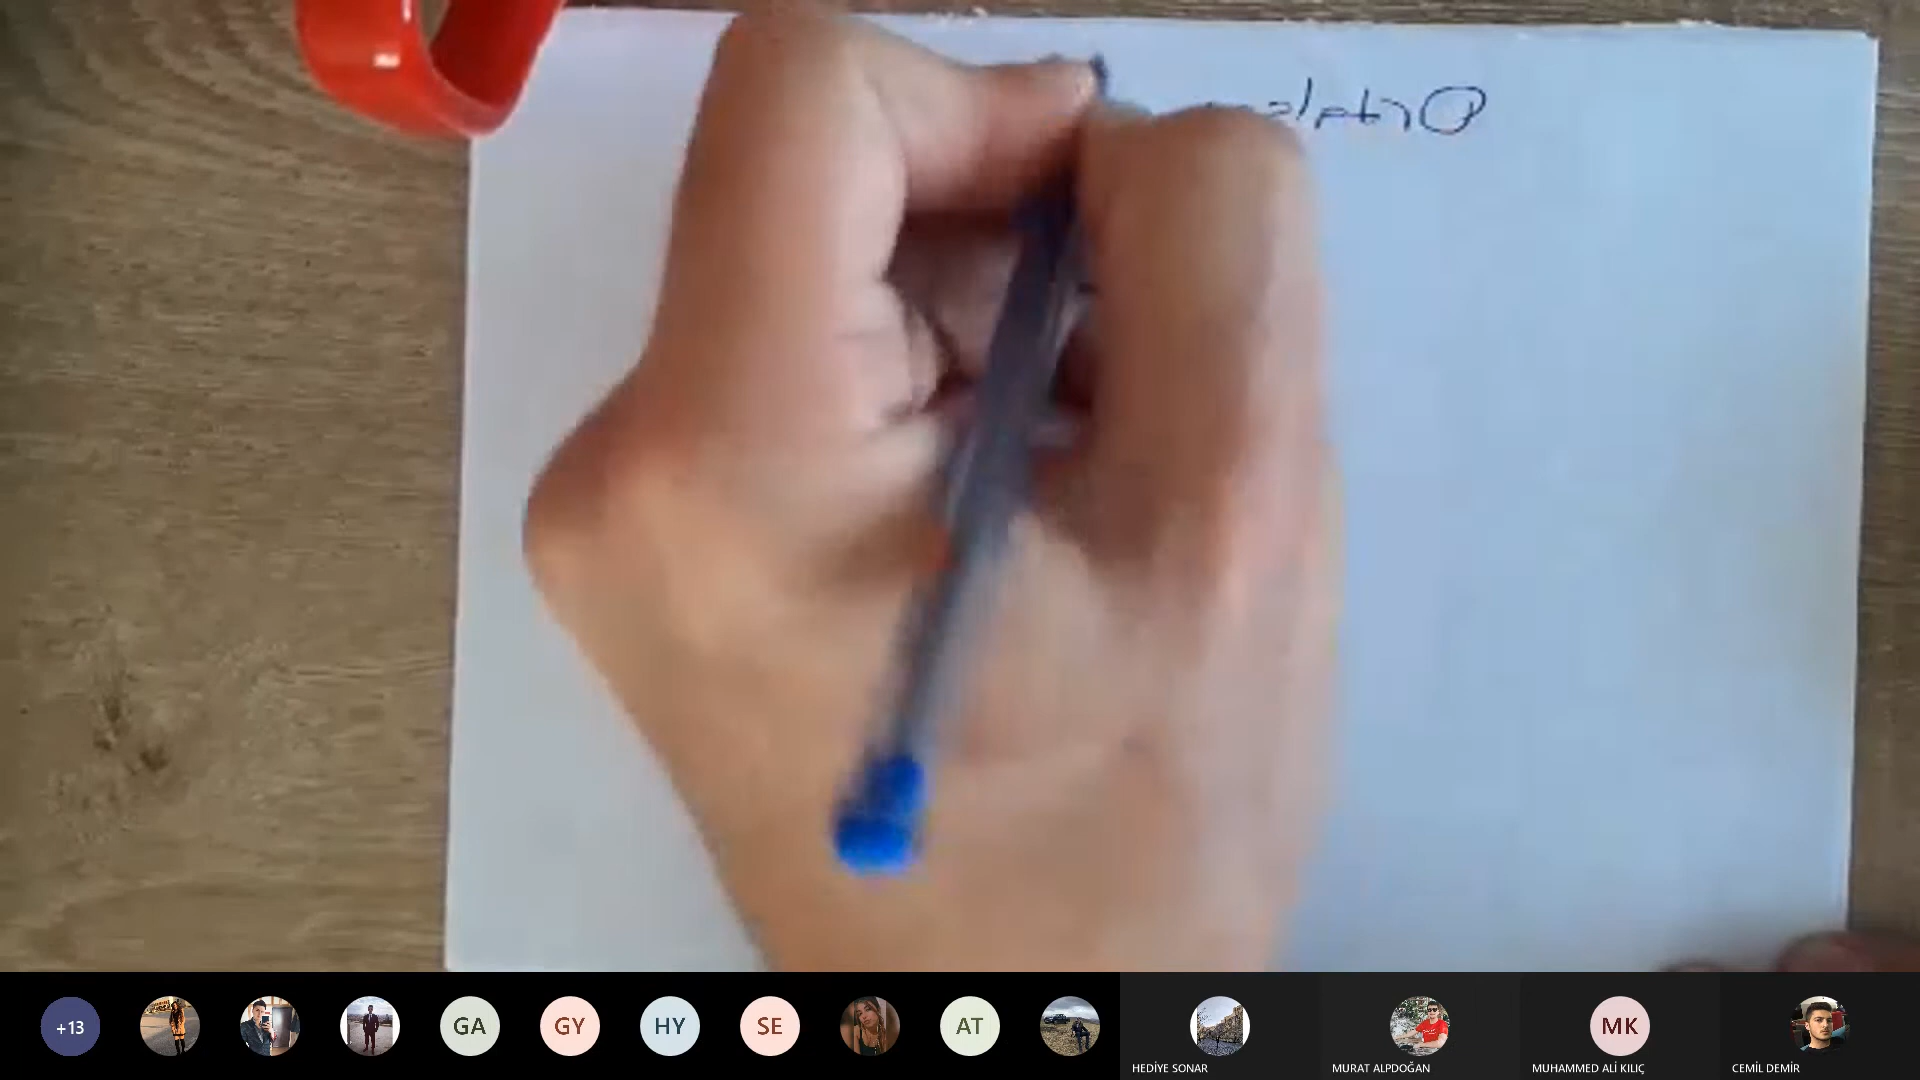 +13
GA
GY
HY
SE
AT
MK
HEDİYE SONAR
MURAT ALPDOĞAN
MUHAMMED ALİ KILIÇ
CEMİL DEMİR